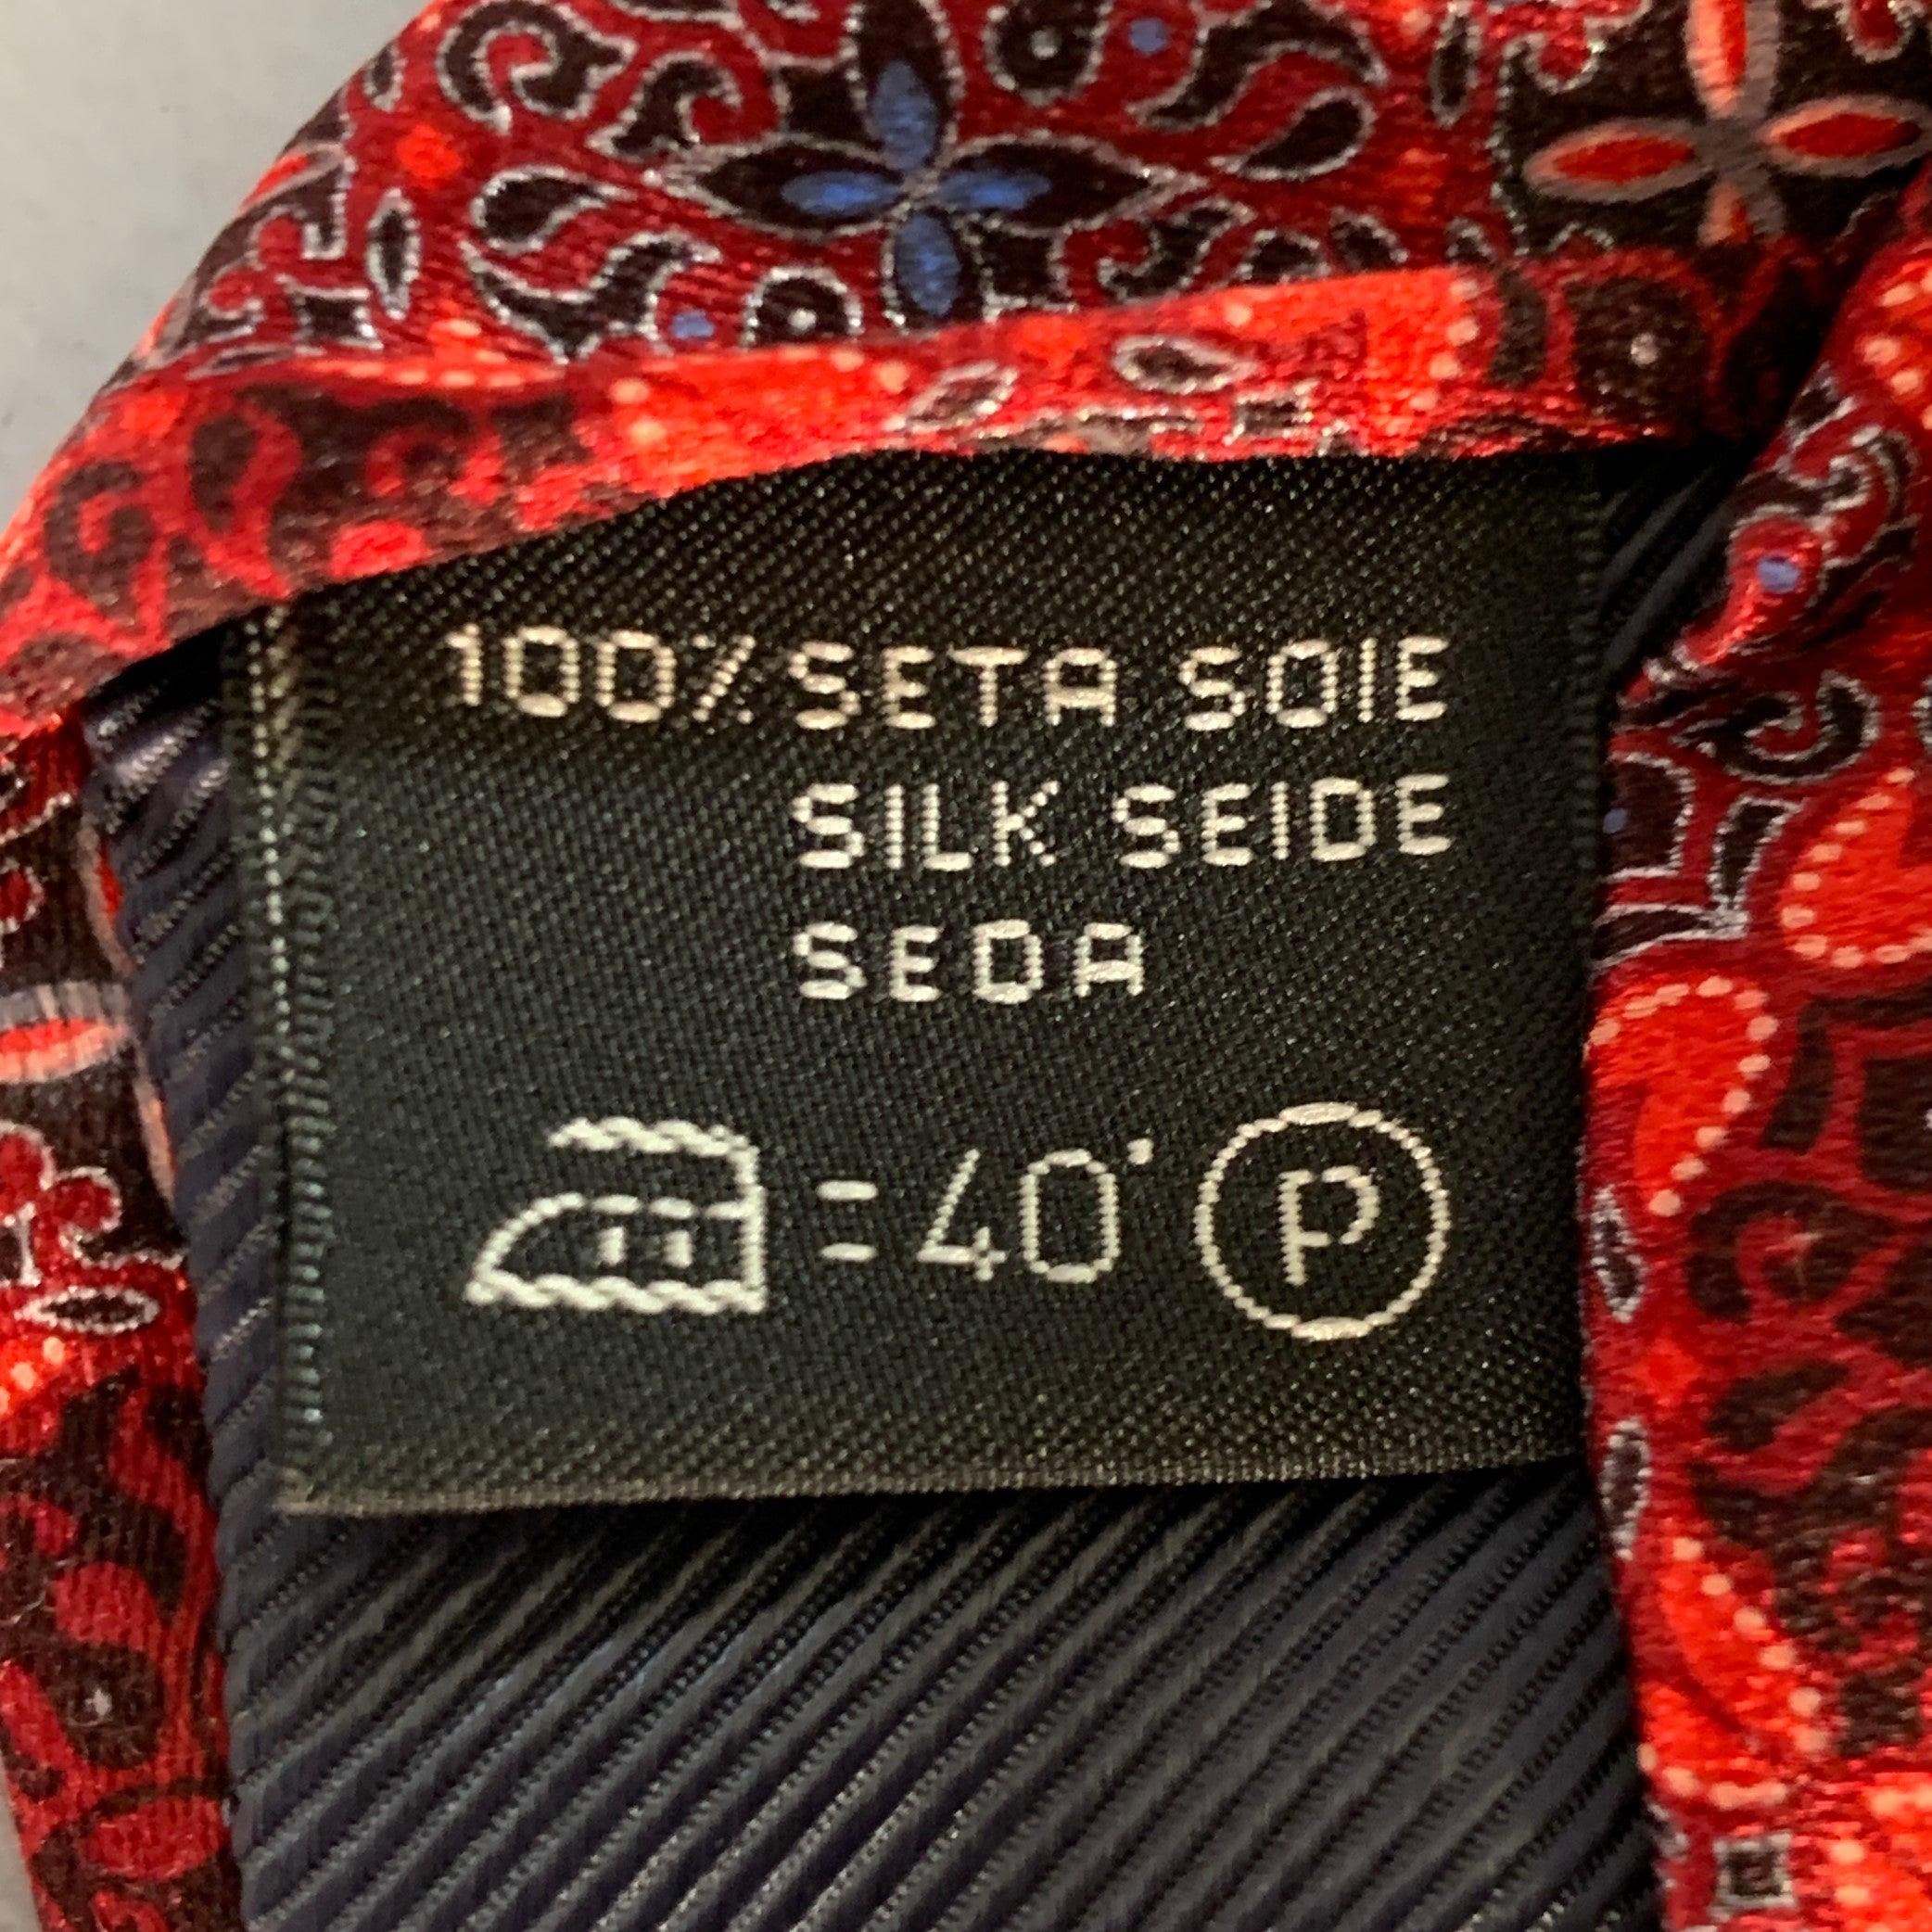 100% SETA SOIE
SILK SEIDE
SEDA
=40° P